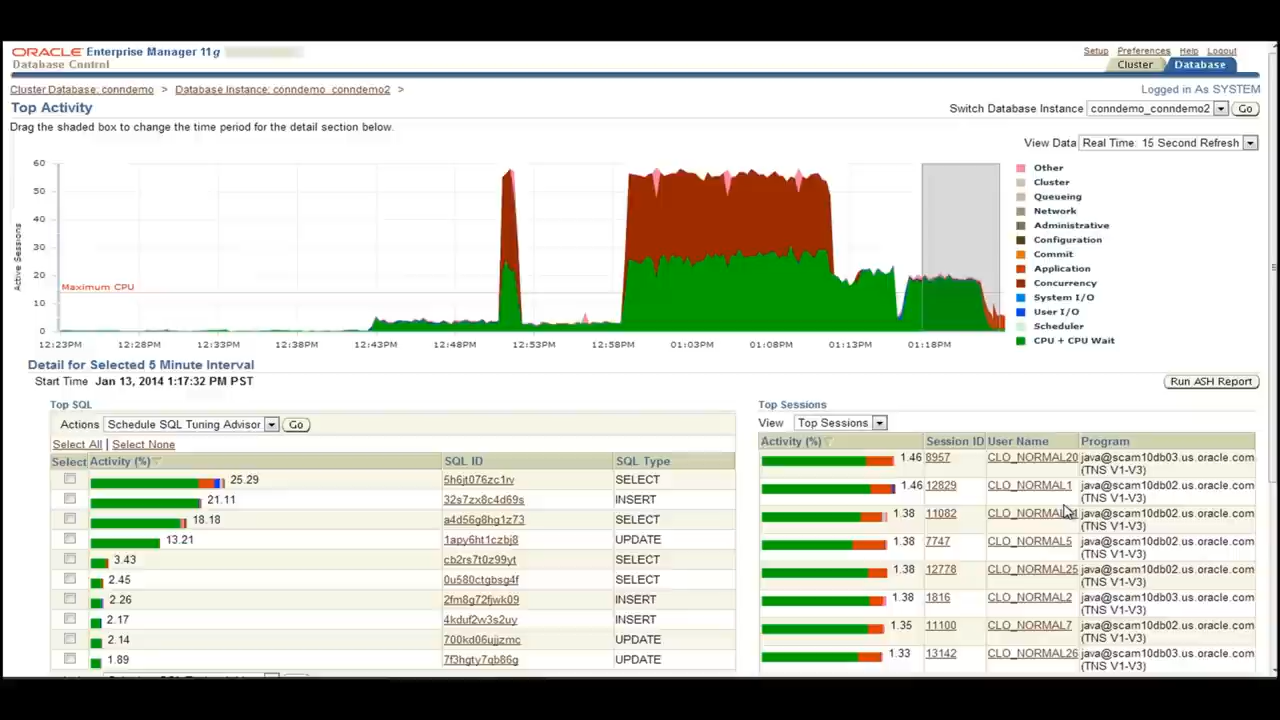 ORACLE Enterprise Manager 11g
Database Control
Setup Preferences Help Logout
Cluster Database
Cluster Database: conndemo > Database Instance: conndemo_conndemo2 >
Logged in As SYSTEM
Top Activity
Switch Database Instance conndemo_conndemo2 Go
Drag the shaded box to change the time period for the detail section below.
View Data Real Time: 15 Second Refresh
Active Sessions
60
50
40
30
20
10
0
Maximum CPU
12:23PM 12:28PM 12:33PM 12:38PM 12:43PM 12:48PM 12:53PM 12:58PM 01:03PM 01:08PM 01:13PM 01:18PM
Other
Cluster
Queueing
Network
Administrative
Configuration
Commit
Application
Concurrency
System I/O
User I/O
Scheduler
CPU + CPU Wait
Detail for Selected 5 Minute Interval
Start Time Jan 13, 2014 1:17:32 PM PST
Run ASH Report
Top SQL
Actions Schedule SQL Tuning Advisor Go
Select All | Select None
Select Activity (%) SQL ID SQL Type
25.29 5h6jt076zc1rv SELECT
21.11 32s7zx8c4d69s INSERT
18.18 a4d56g8hg1z73 SELECT
13.21 1apy6ht1czbj8 UPDATE
3.43 cb2rs7t0z99yt SELECT
2.45 0u580ctgbsg4f SELECT
2.26 2fm8g72fjwk09 INSERT
2.17 4kduf2w3s2uy INSERT
2.14 700kd06ujjzmc UPDATE
1.89 7f3hgty7qb86g UPDATE
Top Sessions
View Top Sessions
Activity (%) Session ID User Name Program
1.46 8957 CLO_NORMAL20 java@scam10db03.us.oracle.com
(TNS V1-V3)
1.46 12829 CLO_NORMAL1 java@scam10db02.us.oracle.com
(TNS V1-V3)
1.38 11082 java@scam10db03.us.oracle.com
(TNS V1-V3)
1.38 7747 CLO_NORMAL5 java@scam10db02.us.oracle.com
(TNS V1-V3)
1.38 12778 CLO_NORMAL25 java@scam10db02.us.oracle.com
(TNS V1-V3)
1.38 1816 CLO_NORMAL2 java@scam10db03.us.oracle.com
(TNS V1-V3)
1.35 11100 CLO_NORMAL7 java@scam10db02.us.oracle.com
(TNS V1-V3)
1.33 13142 CLO_NORMAL26 java@scam10db03.us.oracle.com
(TNS V1-V3)